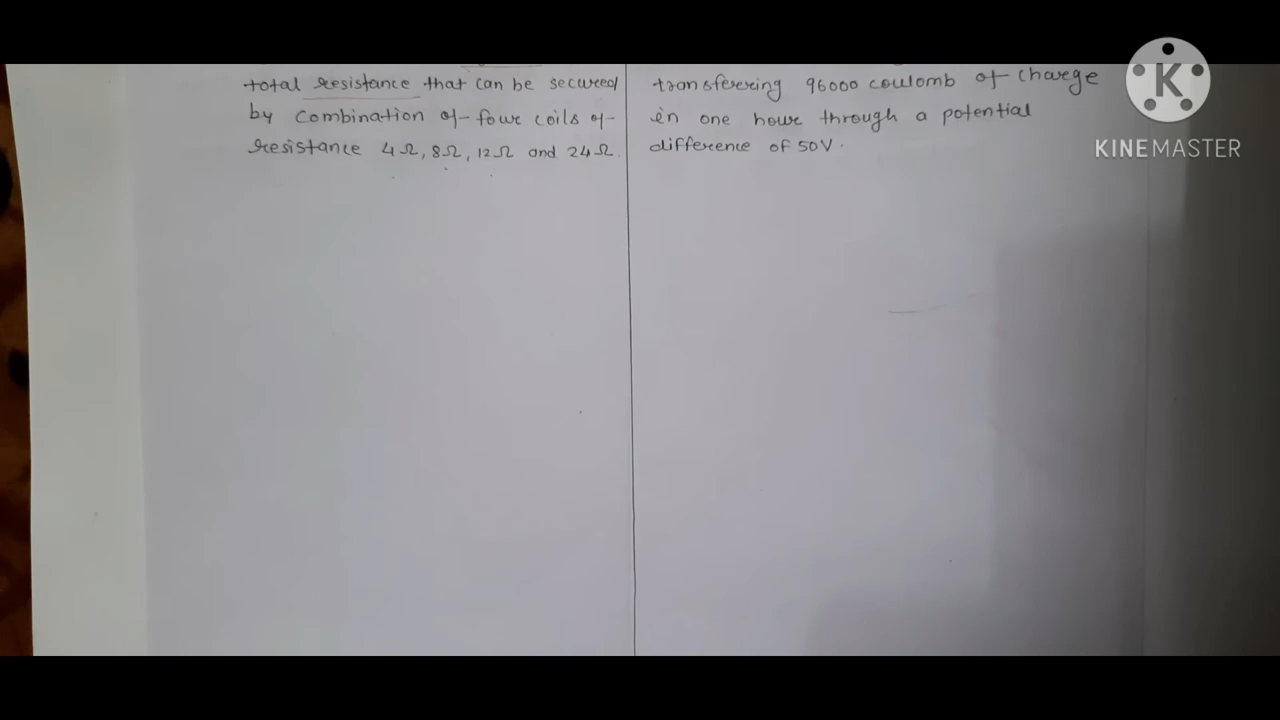 total resistance that can be secured
by combination of four coils of
resistance 4Ω, 8Ω, 12Ω and 24Ω.
transfering 96000 coulomb of charge
in one hour through a potential
difference of 50V.
K
KINEMASTER